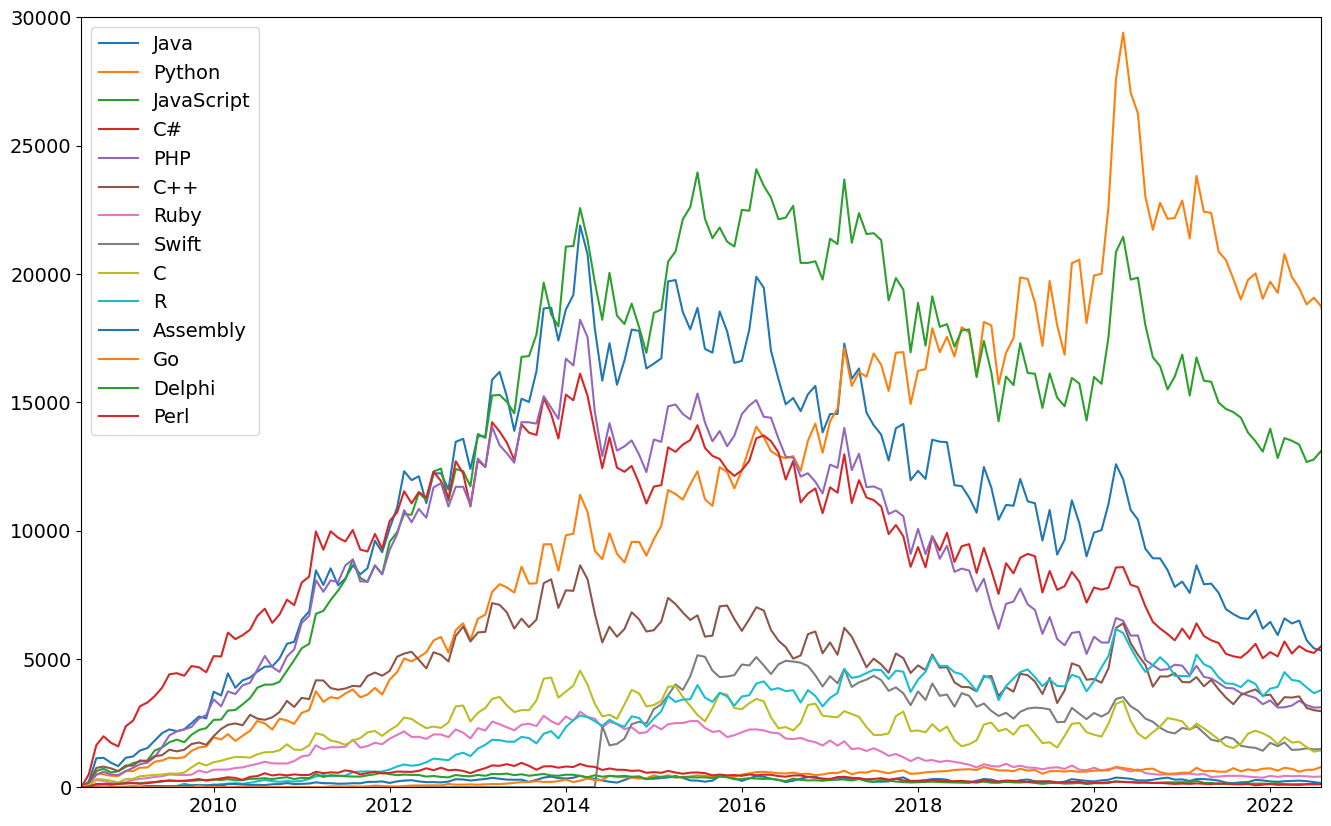 30000
25000
20000
15000
10000
5000
0
Java
Python
JavaScript
C#
PHP
C++
Ruby
Swift
C
R
Assembly
Go
Delphi
Perl
2010 2012 2014 2016 2018 2020 2022